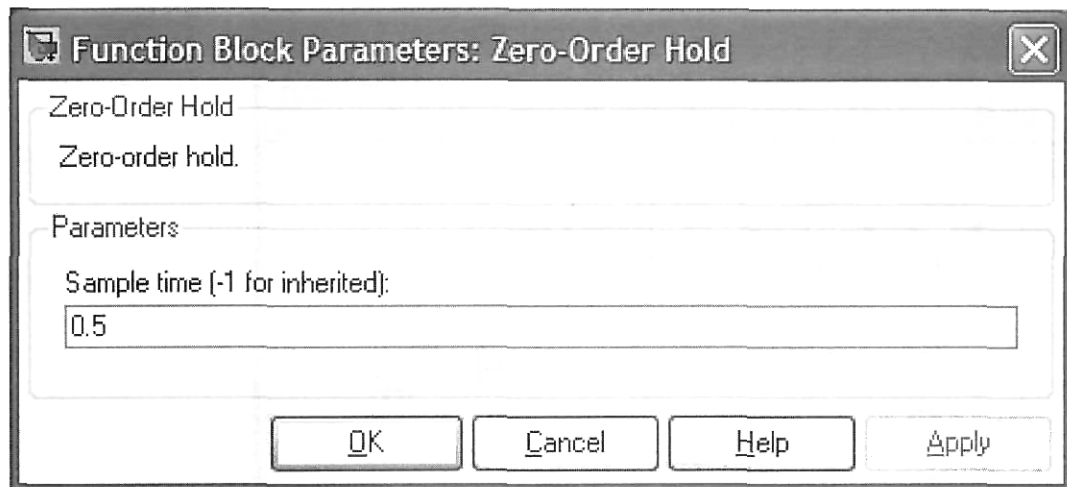 Function Block Parameters: Zero-Order Hold
Zero-Order Hold
Zero-order hold.
Parameters
Sample time (-1 for inherited):
0.5
OK Cancel Help Apply